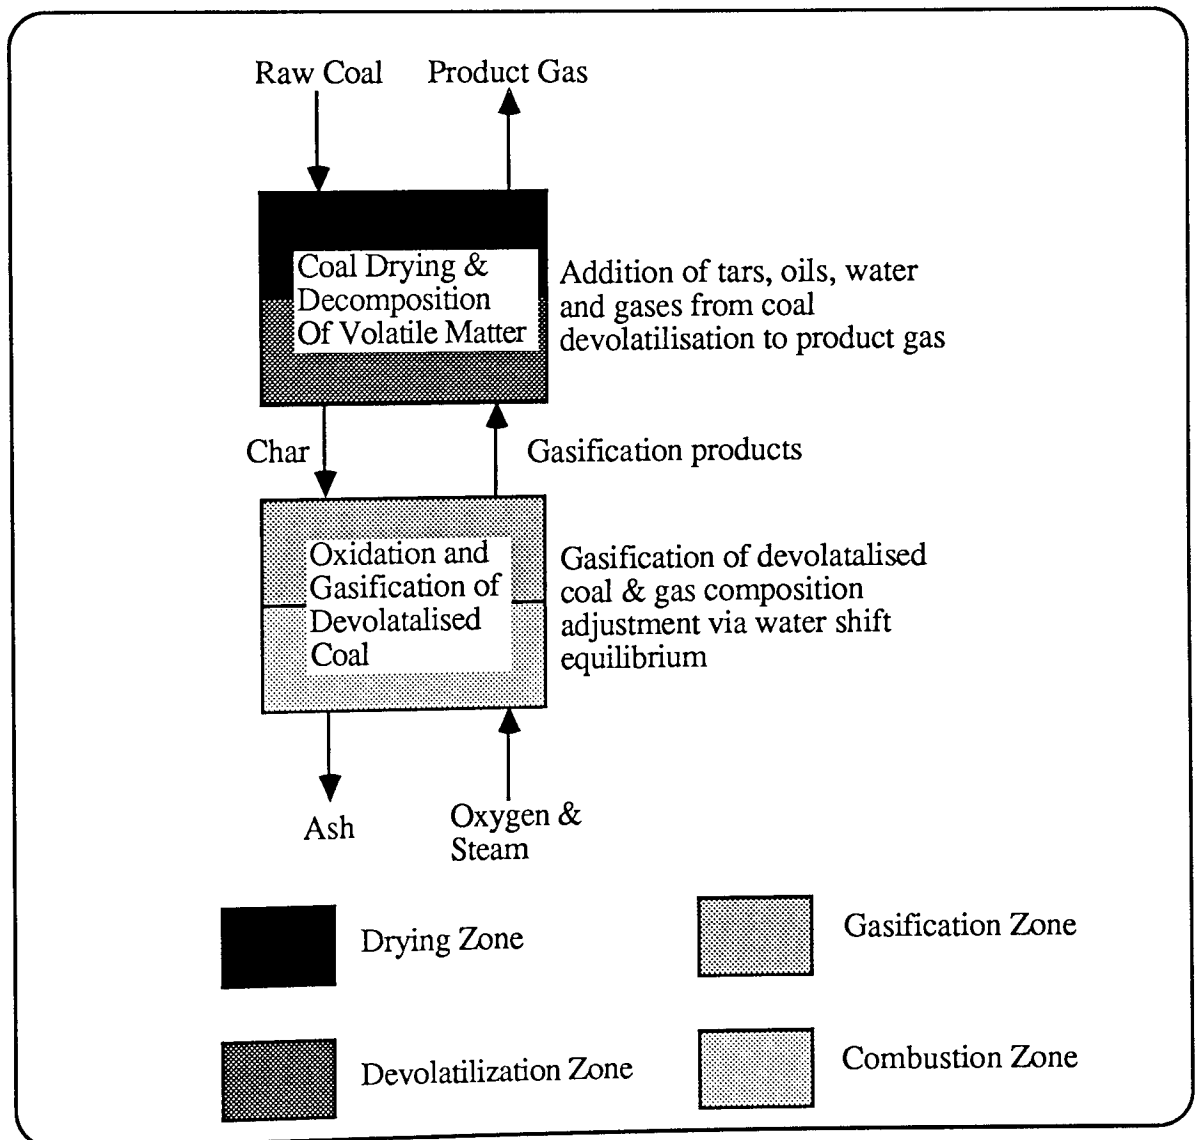 Raw Coal
Product Gas
Coal Drying &
Decomposition
Of Volatile Matter
Addition of tars, oils, water
and gases from coal
devolatilisation to product gas
Char
Gasification products
Oxidation and
Gasification of
Devolatalised
Coal
Gasification of devolatalised
coal & gas composition
adjustment via water shift
equilibrium
Ash
Oxygen &
Steam
Drying Zone
Gasification Zone
Devolatilization Zone
Combustion Zone